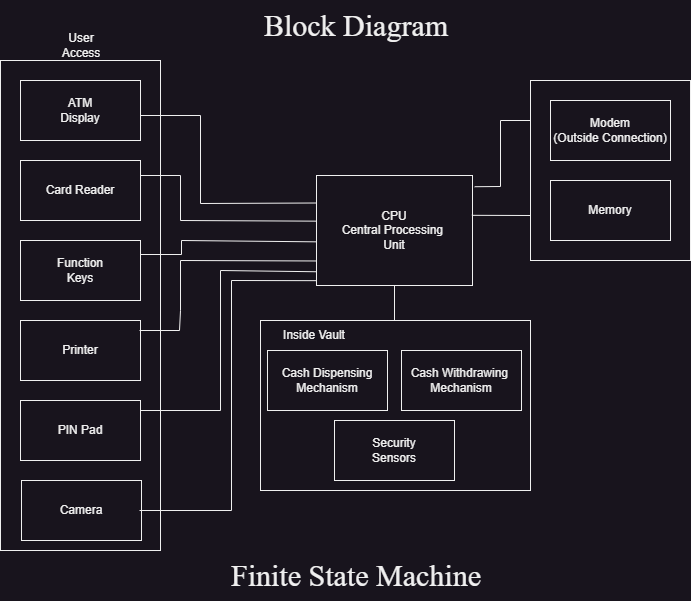 Block Diagram
User
Access
ATM
Display
Card Reader
Function
Keys
Printer
PIN Pad
Camera
CPU
Central Processing
Unit
Modem
(Outside Connection)
Memory
Inside Vault
Cash Dispensing
Mechanism
Cash Withdrawing
Mechanism
Security
Sensors
Finite State Machine